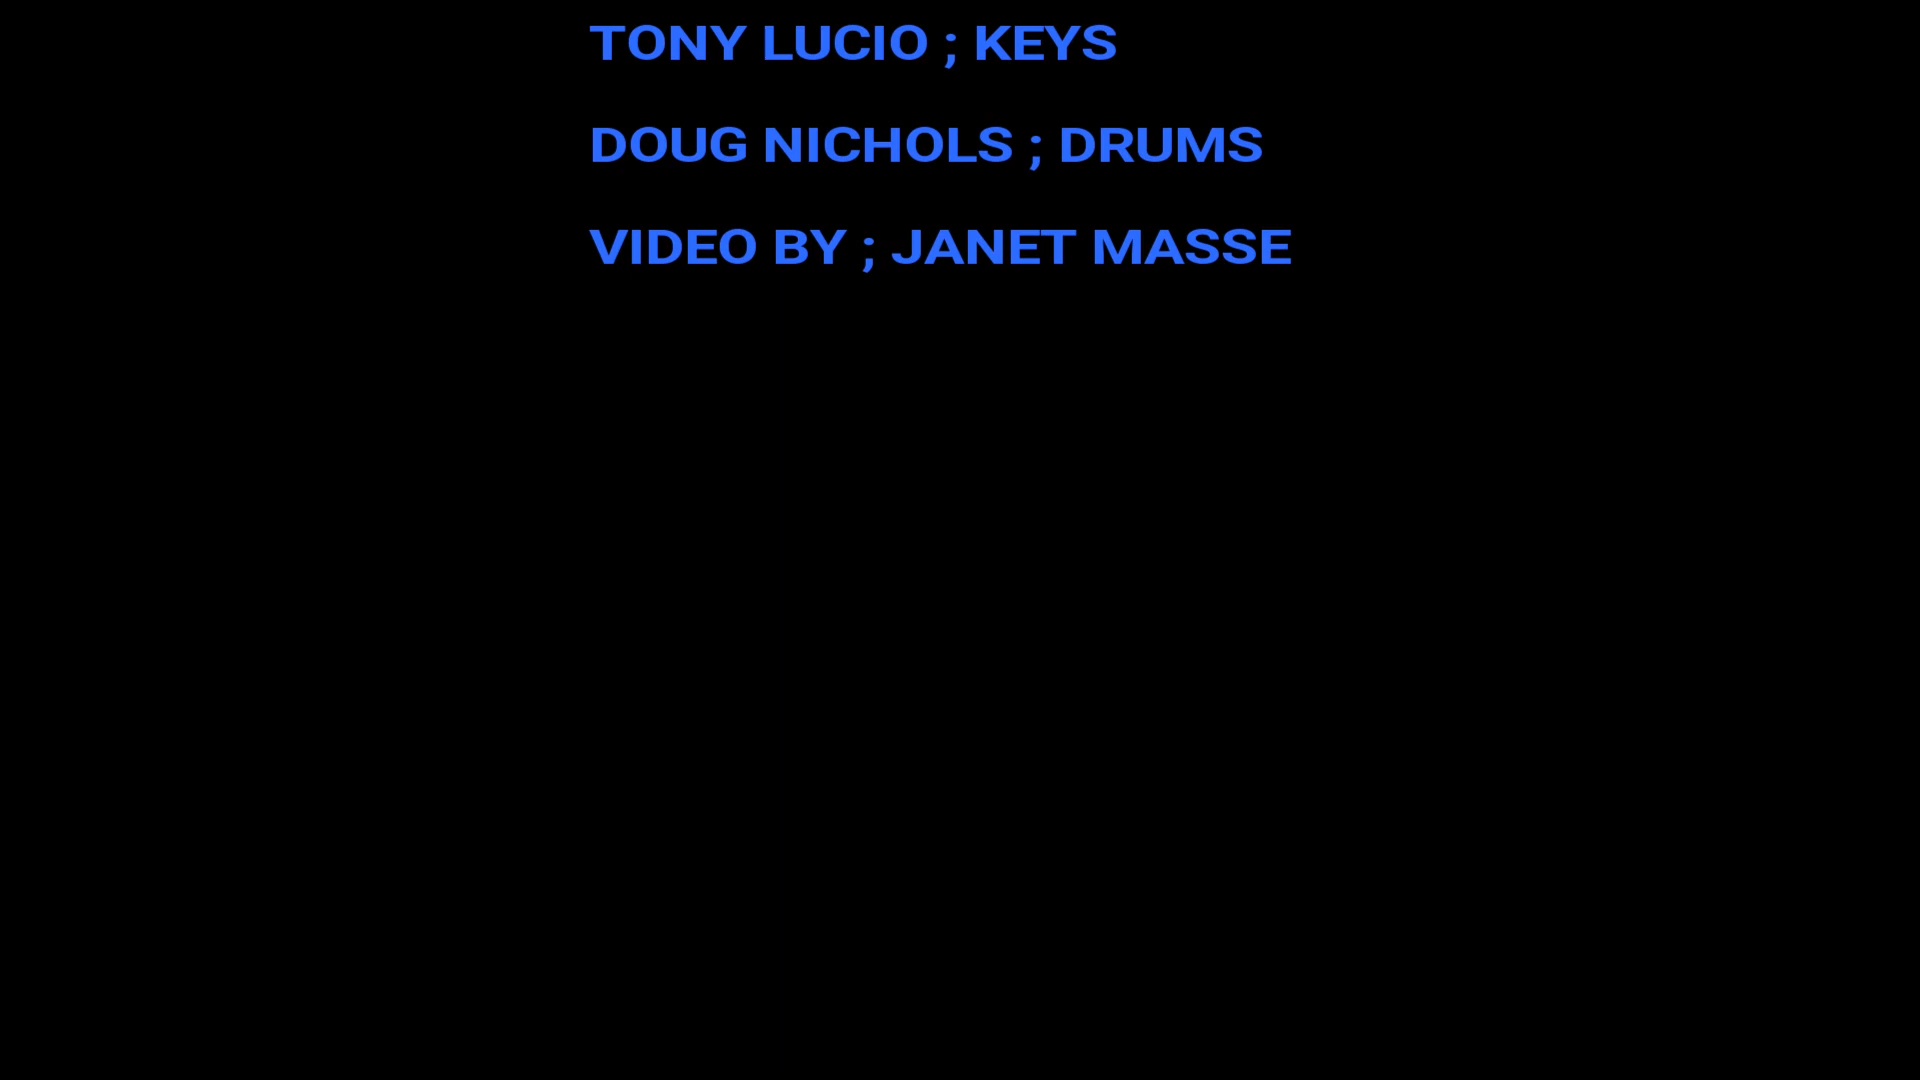 TONY LUCIO ; KEYS
DOUG NICHOLS ; DRUMS
VIDEO BY ; JANET MASSE